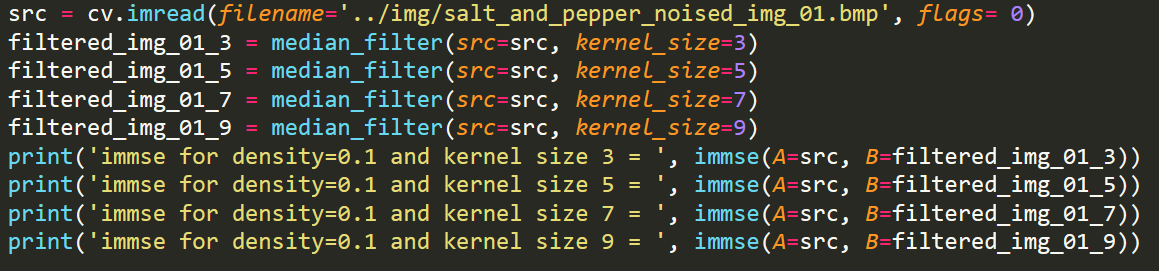 src = cv.imread(filename='../img/salt_and_pepper_noised_img_01.bmp', flags= 0)
filtered_img_01_3 = median_filter(src=src, kernel_size=3)
filtered_img_01_5 = median_filter(src=src, kernel_size=5)
filtered_img_01_7 = median_filter(src=src, kernel_size=7)
filtered_img_01_9 = median_filter(src=src, kernel_size=9)
print('immse for density=0.1 and kernel size 3 = ', immse(A=src, B=filtered_img_01_3))
print('immse for density=0.1 and kernel size 5 = ', immse(A=src, B=filtered_img_01_5))
print('immse for density=0.1 and kernel size 7 = ', immse(A=src, B=filtered_img_01_7))
print('immse for density=0.1 and kernel size 9 = ', immse(A=src, B=filtered_img_01_9))